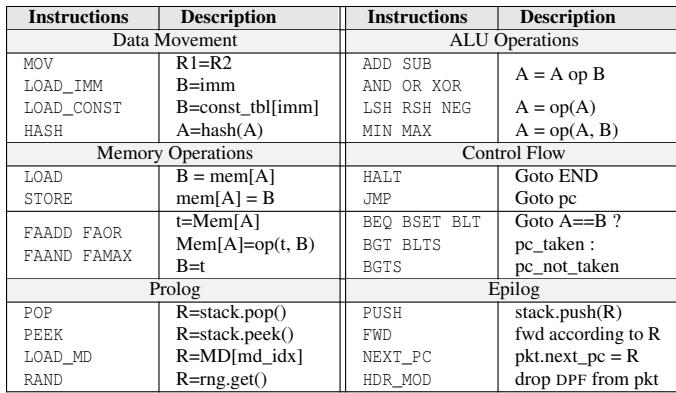 Instructions Description Instructions Description
Data Movement ALU Operations
MOV R1=R2 ADD SUB A = A op B
LOAD_IMM B=imm AND OR XOR
LOAD_CONST B=const_tbl[imm] LSH RSH NEG A = op(A)
HASH A=hash(A) MIN MAX A = op(A, B)
Memory Operations Control Flow
LOAD B = mem[A] HALT Goto END
STORE mem[A] = B JMP Goto pc
FAADD FAOR t=Mem[A] BEQ BSET BLT Goto A==B ?
FAAND FAMAX Mem[A]=op(t, B) BGT BLTS pc_taken :
B=t BGTS pc_not_taken
Prolog Epilog
POP R=stack.pop() PUSH stack.push(R)
PEEK R=stack.peek() FWD fwd according to R
LOAD_MD R=MD[md_idx] NEXT_PC pkt.next_pc = R
RAND R=rng.get() HDR_MOD drop DPF from pkt